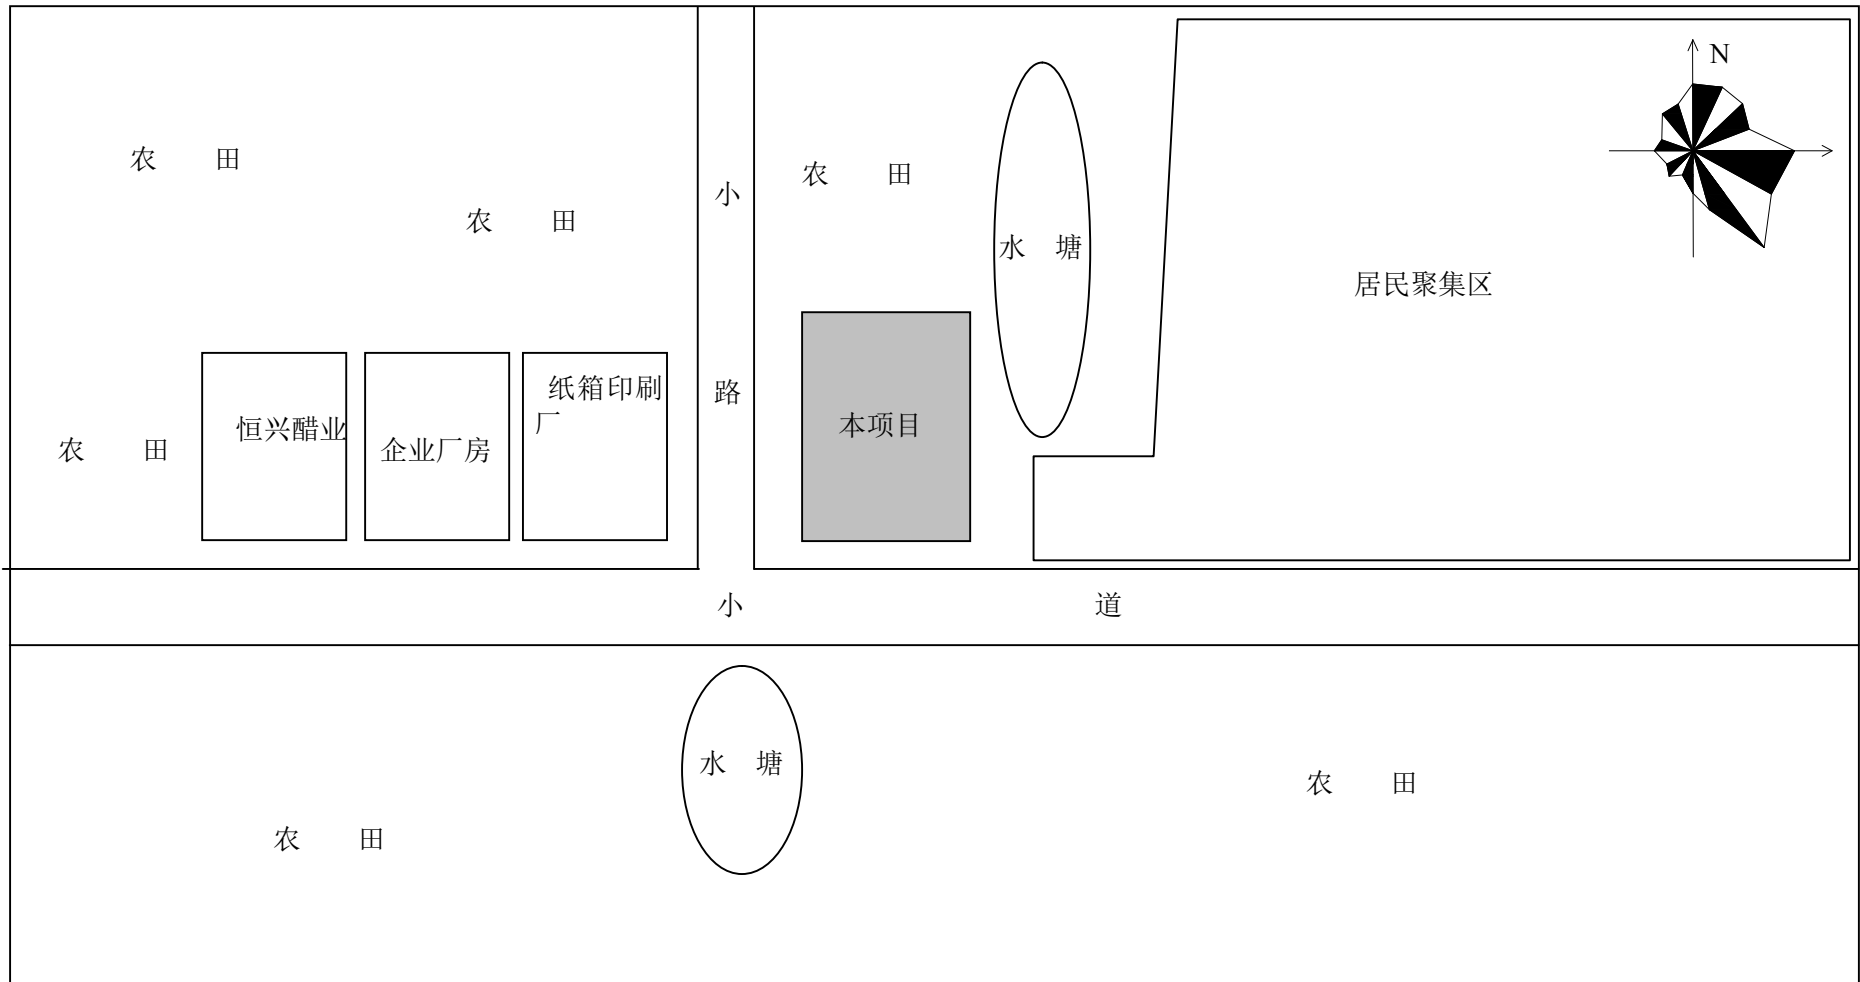 N
农 田
农 田
小
农 田
农 田
水 塘
居民聚集区
路
纸箱印刷
厂
恒兴醋业
企业厂房
本项目
农 田
小 道
水 塘
农 田
农 田